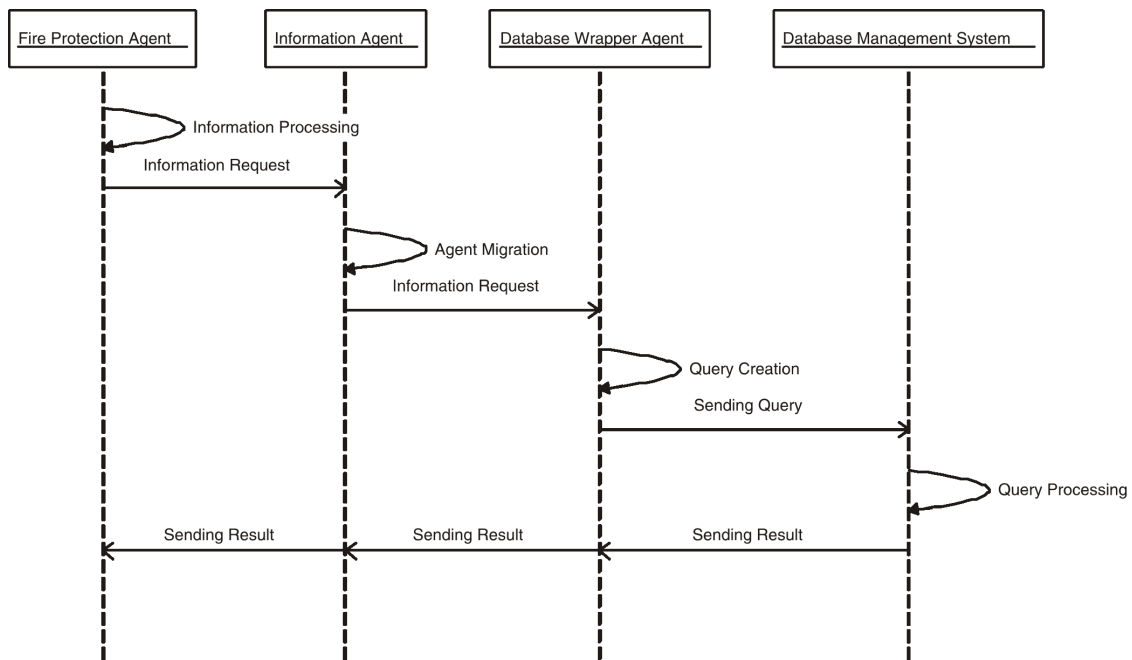 Fire Protection Agent
Information Agent
Database Wrapper Agent
Database Management System
Information Processing
Information Request
Agent Migration
Information Request
Query Creation
Sending Query
Query Processing
Sending Result
Sending Result
Sending Result